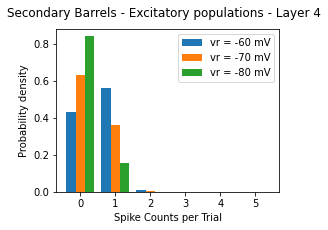 Secondary Barrels - Excitatory populations - Layer 4
vr = -60 mV
vr = -70 mV
vr = -80 mV
Probability density
0.8
0.6
0.4
0.2
0.0
0 1 2 3 4 5
Spike Counts per Trial